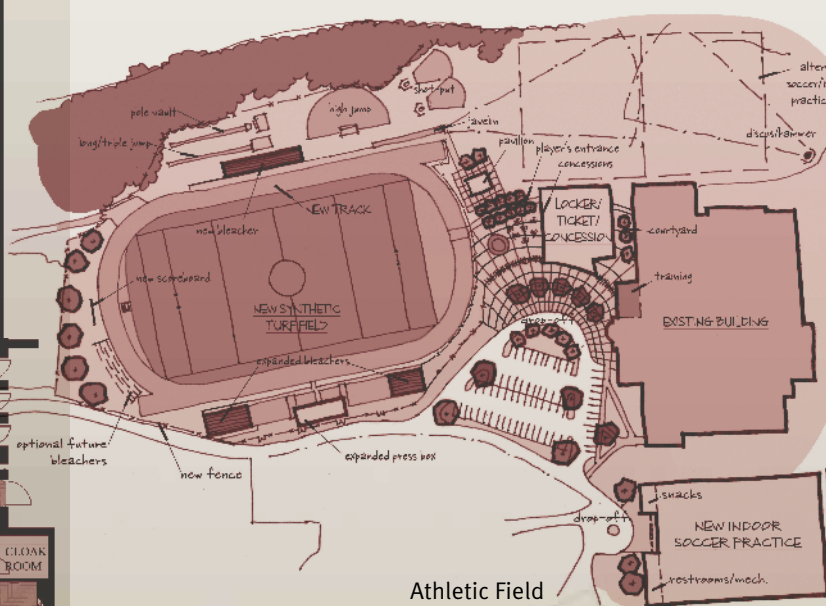 pole vault
high jump
shot-put
long/triple jump
javelin
pavilion
player's entrance
concessions
soccer/
practic
discus/hammer
NEW TRACK
new bleacher
LOCKER/
TICKET/
CONCESSION
courtyard
new scoreboard
training
NEW SYNTHETIC
TURF FIELD
drop-off
EXISTING BUILDING
expanded bleachers
optional future
bleachers
new fence
expanded press box
snacks
drop-off
NEW INDOOR
SOCCER PRACTICE
restrooms/mech.
CLOAK
ROOM
Athletic Field